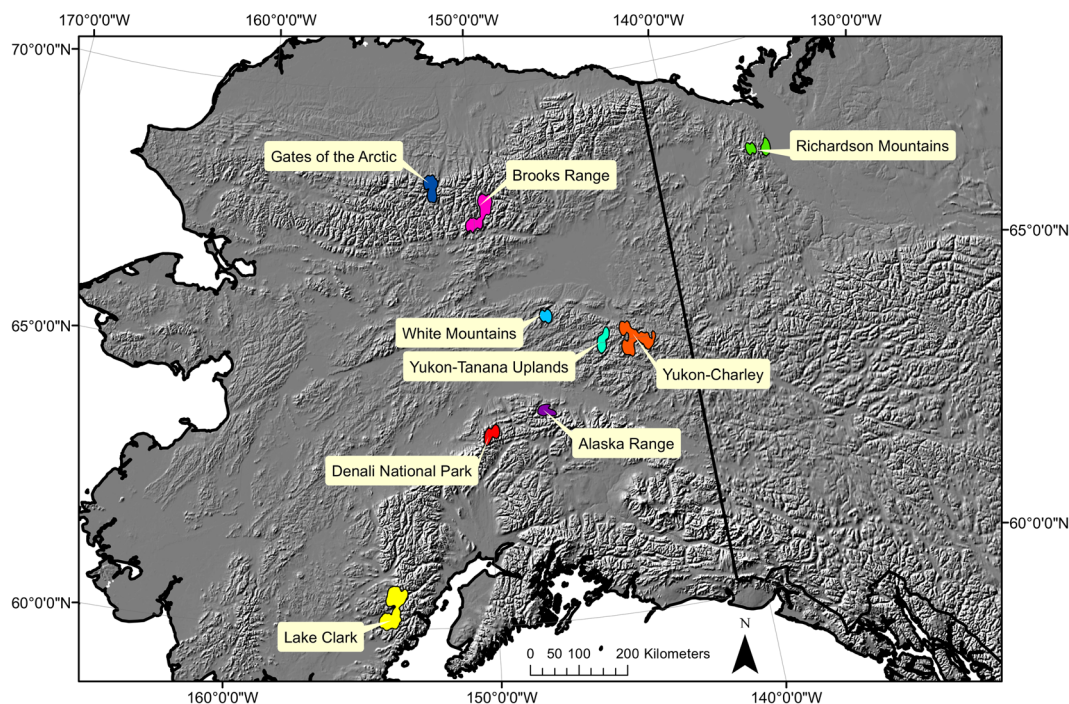 170°0'0"W 160°0'0"W 150°0'0"W 140°0'0"W 130°0'0"W
70°0'0"N
Richardson Mountains
Gates of the Arctic
Brooks Range
65°0'0"N
65°0'0"N
White Mountains
Yukon-Tanana Uplands
Yukon-Charley
Alaska Range
Denali National Park
60°0'0"N
60°0'0"N
Lake Clark
N
0 50 100 200 Kilometers
160°0'0"W 150°0'0"W 140°0'0"W